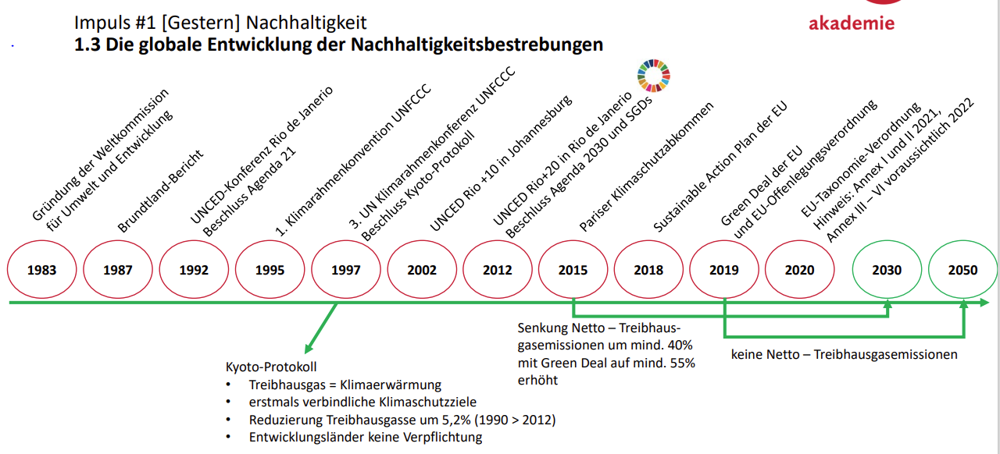 Impuls #1 [Gestern] Nachhaltigkeit
akademie
1.3 Die globale Entwicklung der Nachhaltigkeitsbestrebungen
Gründung der Weltkommission
für Umwelt und Entwicklung
Brundtland-Bericht
UNCED-Konferenz Rio de Janerio
Beschluss Agenda 21
1. Klimarahmenkonvention UNFCCC
3. UN Klimarahmenkonferenz UNFCCC
Beschluss Kyoto-Protokoll
UNCED Rio +10 in Johannesburg
UNCED Rio+20 in Rio de Janerio
Beschluss Agenda 2030 und SGDs
Pariser Klimaschutzabkommen
Sustainable Action Plan der EU
Green Deal der EU
und EU-Offenlegungsverordnung
EU-Taxonomie-Verordnung
Hinweis: Annex I und II 2021,
Annex III – VI voraussichtlich 2022
1983
1987
1992
1995
1997
2002
2012
2015
2018
2019
2020
2030
2050
Senkung Netto – Treibhaus-
gasemissionen um mind. 40%
mit Green Deal auf mind. 55%
erhöht
keine Netto – Treibhausgasemissionen
Kyoto-Protokoll
• Treibhausgas = Klimaerwärmung
• erstmals verbindliche Klimaschutzziele
• Reduzierung Treibhausgasse um 5,2% (1990 > 2012)
• Entwicklungsländer keine Verpflichtung